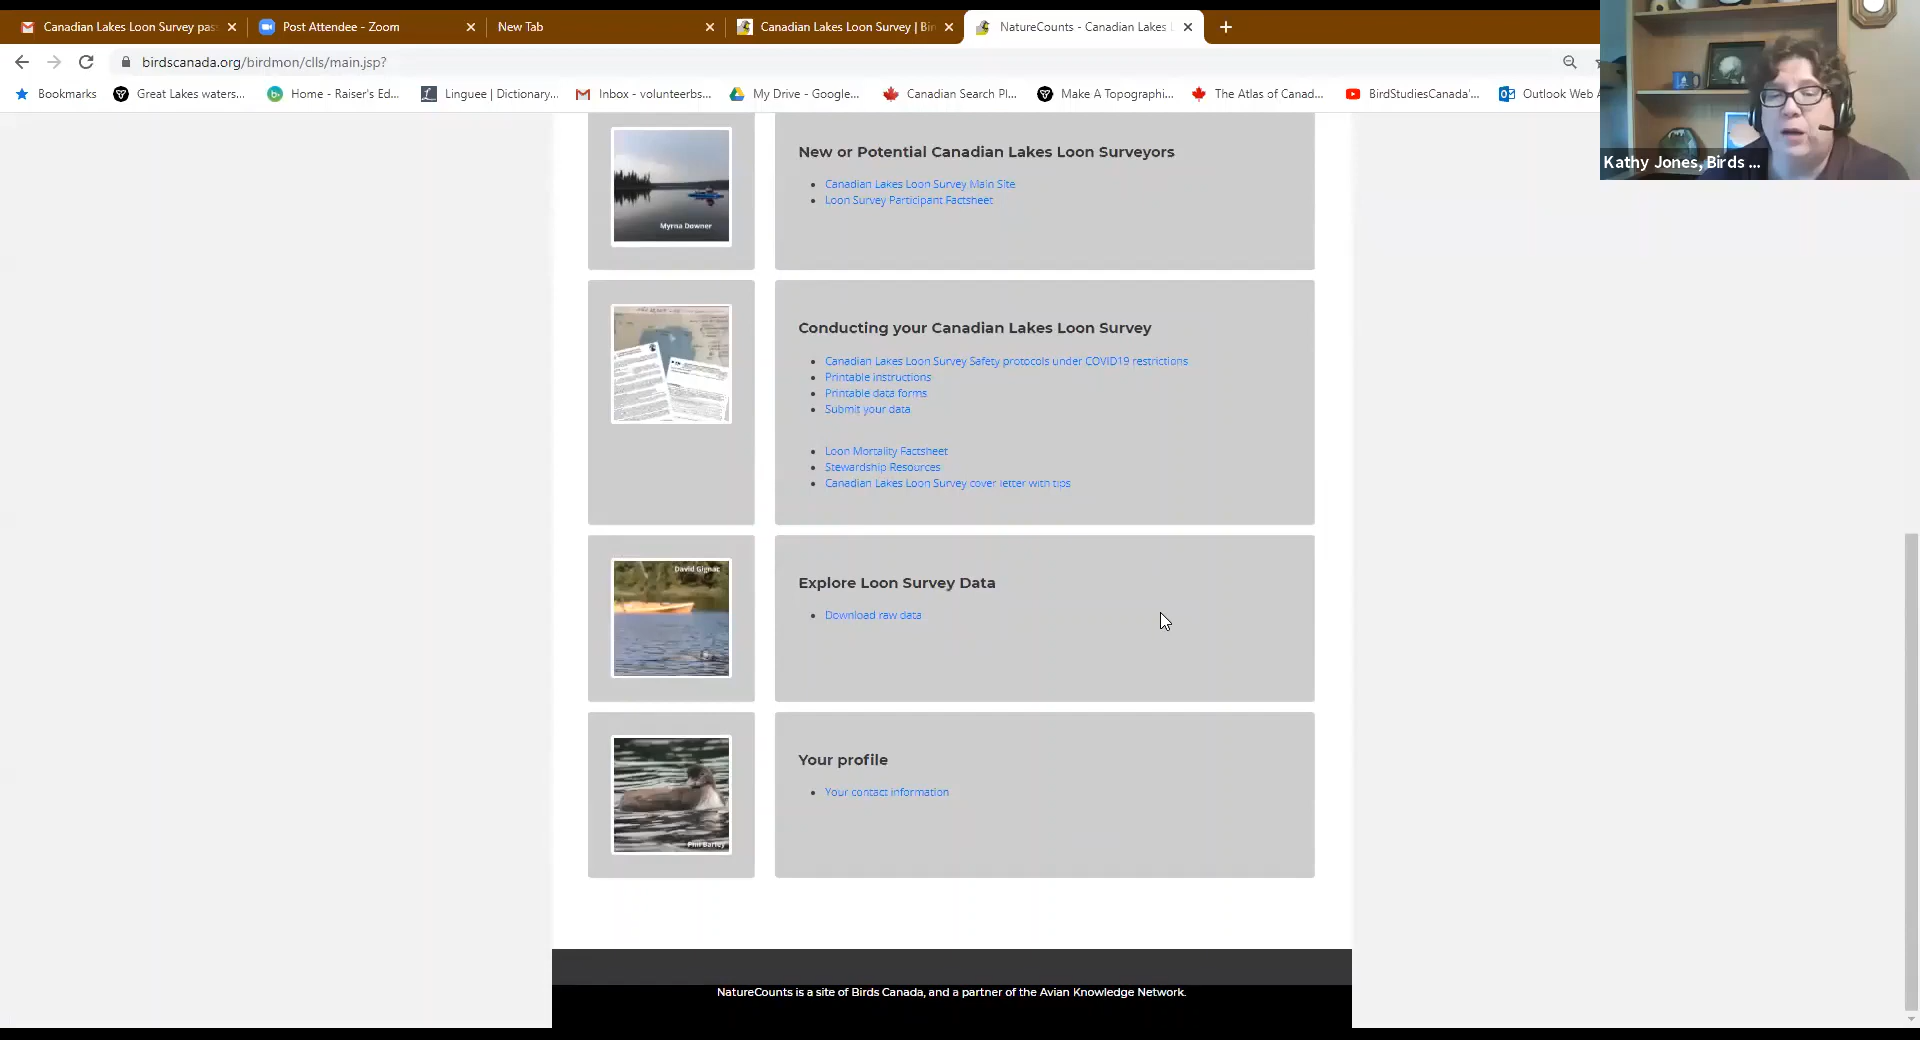 Canadian Lakes Loon Survey pas
Post Attendee - Zoom
New Tab
Canadian Lakes Loon Survey | Bir
NatureCounts - Canadian Lakes L
birdscanada.org/birdmon/clls/main.jsp?
Bookmarks
Great Lakes waters...
Home - Raiser's Ed...
Linguee | Dictionary...
Inbox - volunteerbs...
My Drive - Google...
Canadian Search Pl...
Make A Topographi...
The Atlas of Canad...
BirdStudiesCanada'...
Outlook Web A
Kathy Jones, Birds ...
Myrna Downer
New or Potential Canadian Lakes Loon Surveyors
Canadian Lakes Loon Survey Main Site
Loon Survey Participant Factsheet
Conducting your Canadian Lakes Loon Survey
Canadian Lakes Loon Survey Safety protocols under COVID19 restrictions
Printable instructions
Printable data forms
Submit your data
Loon Mortality Factsheet
Stewardship Resources
Canadian Lakes Loon Survey cover letter with tips
David Gignac
Explore Loon Survey Data
Download raw data
Your profile
Your contact information
Phil Barley
NatureCounts is a site of Birds Canada, and a partner of the Avian Knowledge Network.